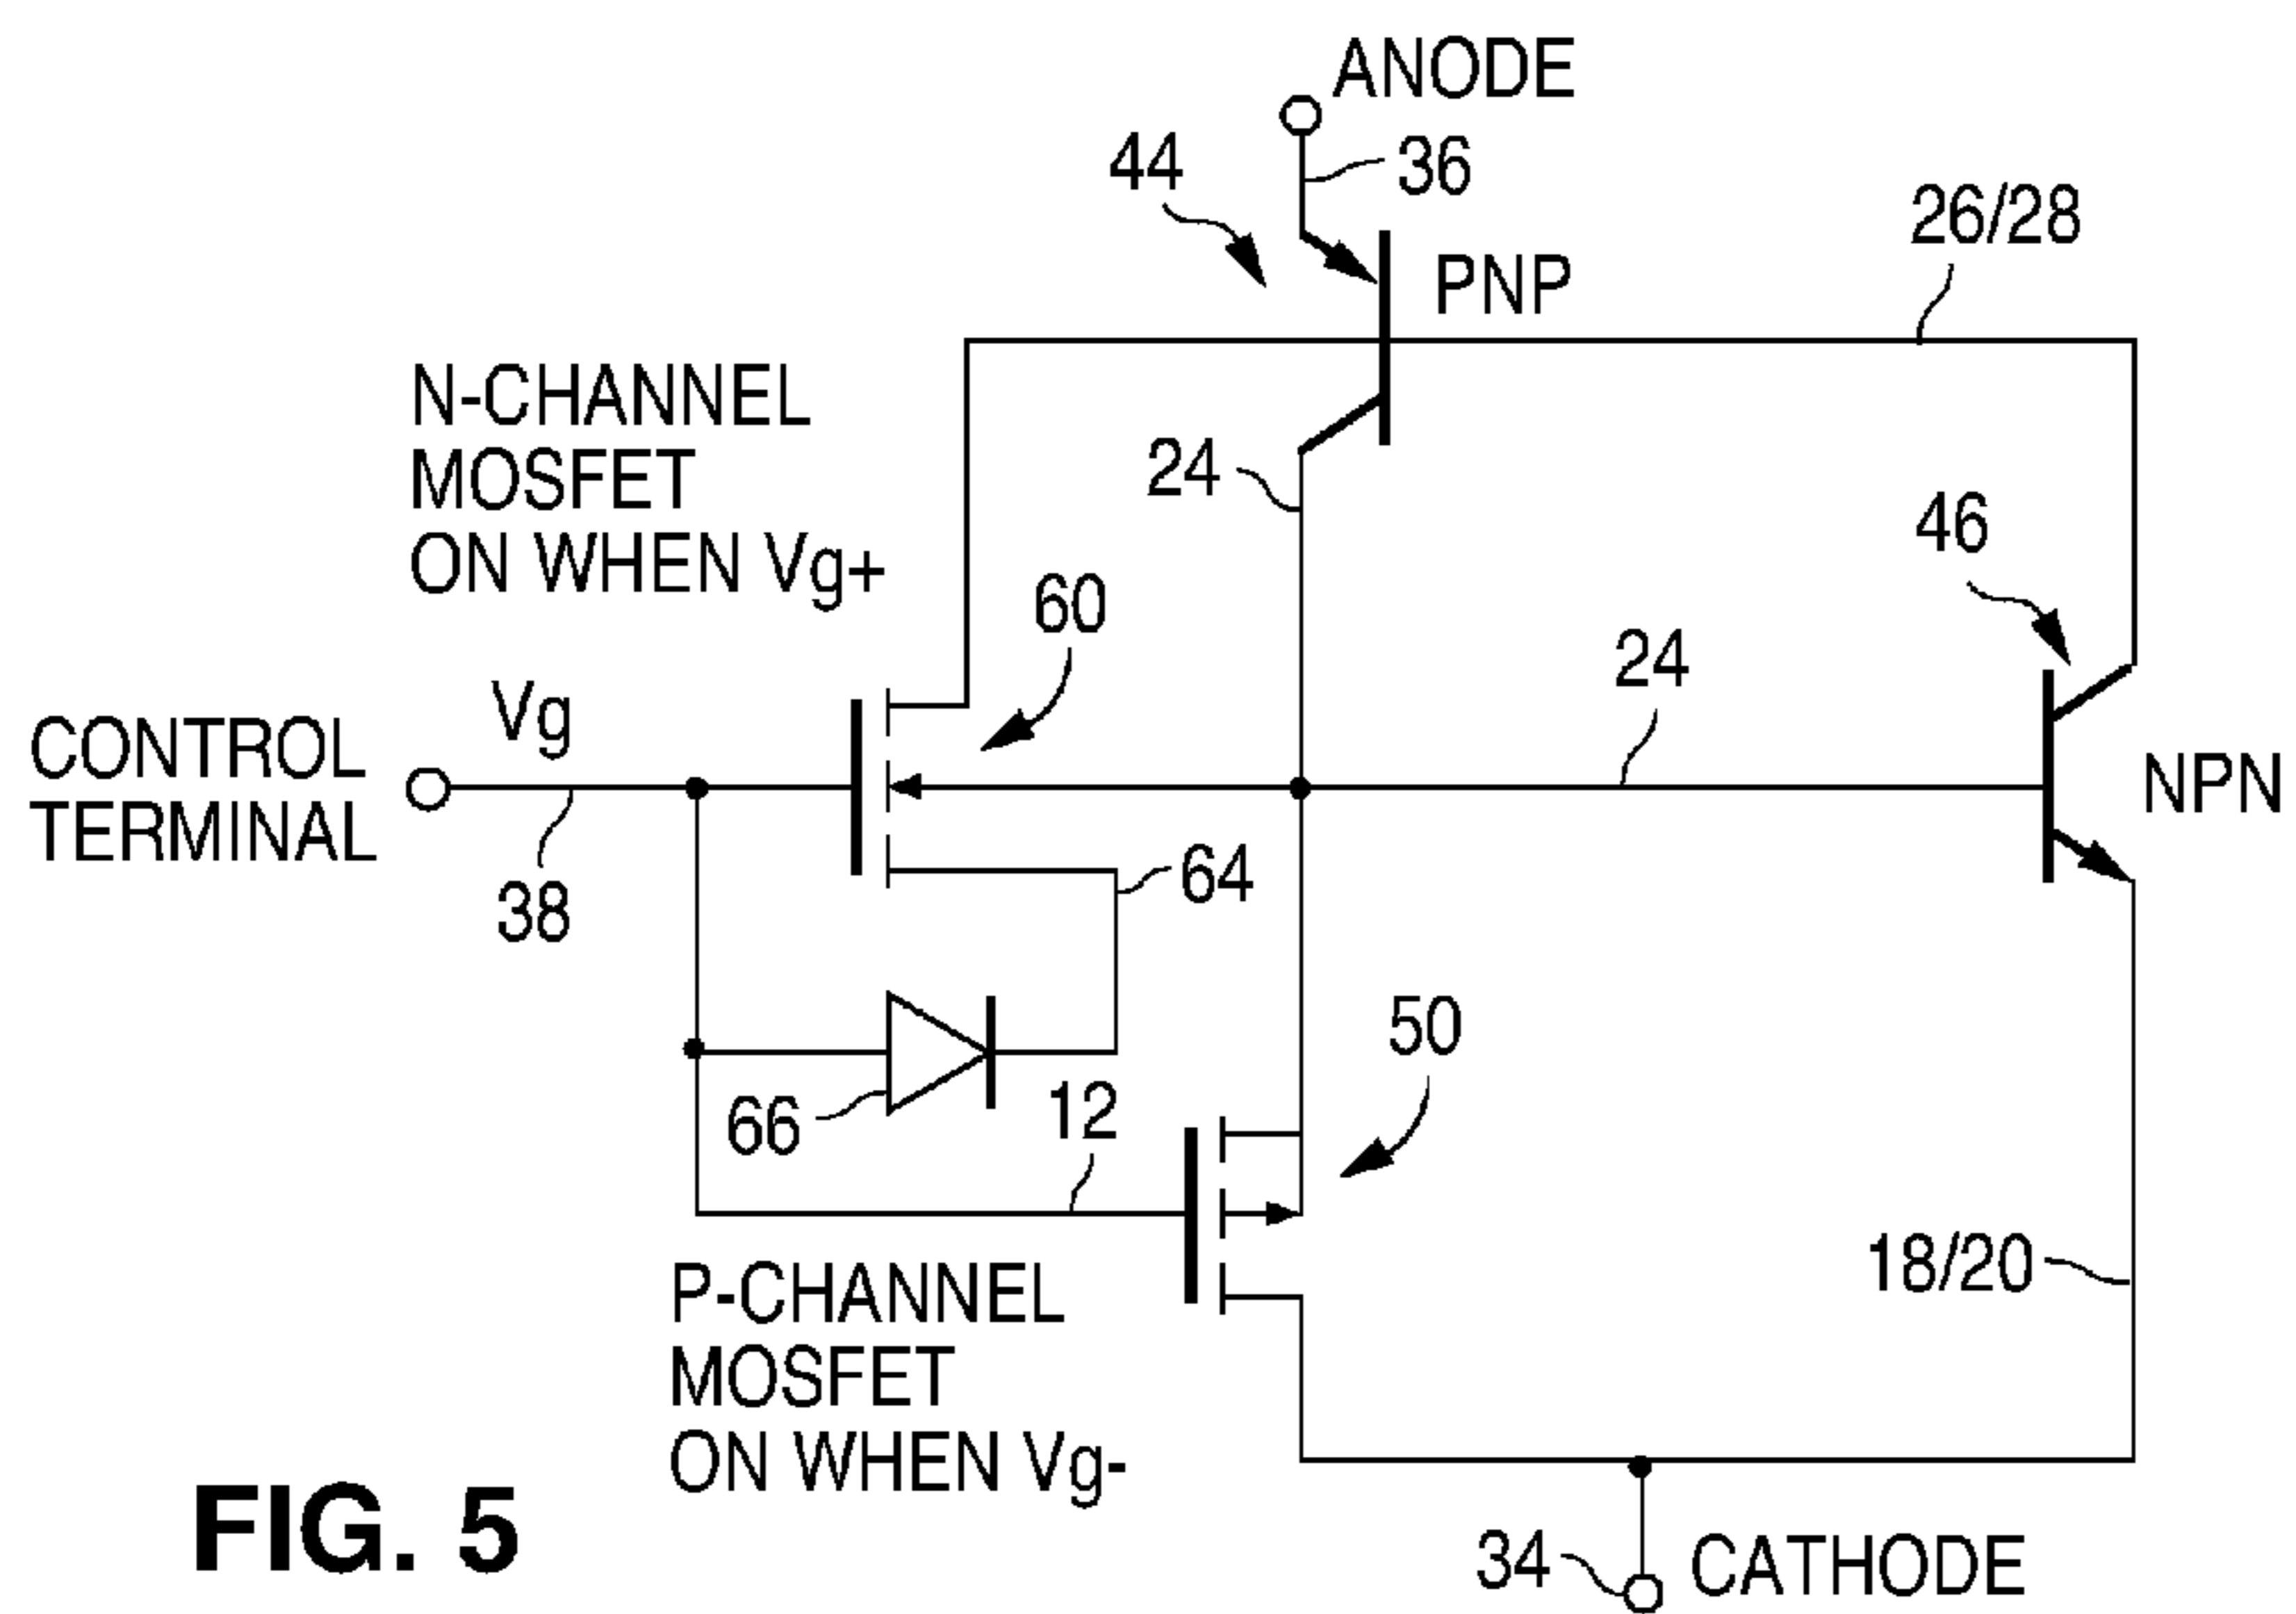 ANODE
44
36
26/28
PNP
N-CHANNEL
MOSFET
ON WHEN Vg+
24
46
60
24
Vg
CONTROL
TERMINAL
NPN
38
64
50
66
12
P-CHANNEL
MOSFET
ON WHEN Vg-
18/20
FIG. 5
34
CATHODE